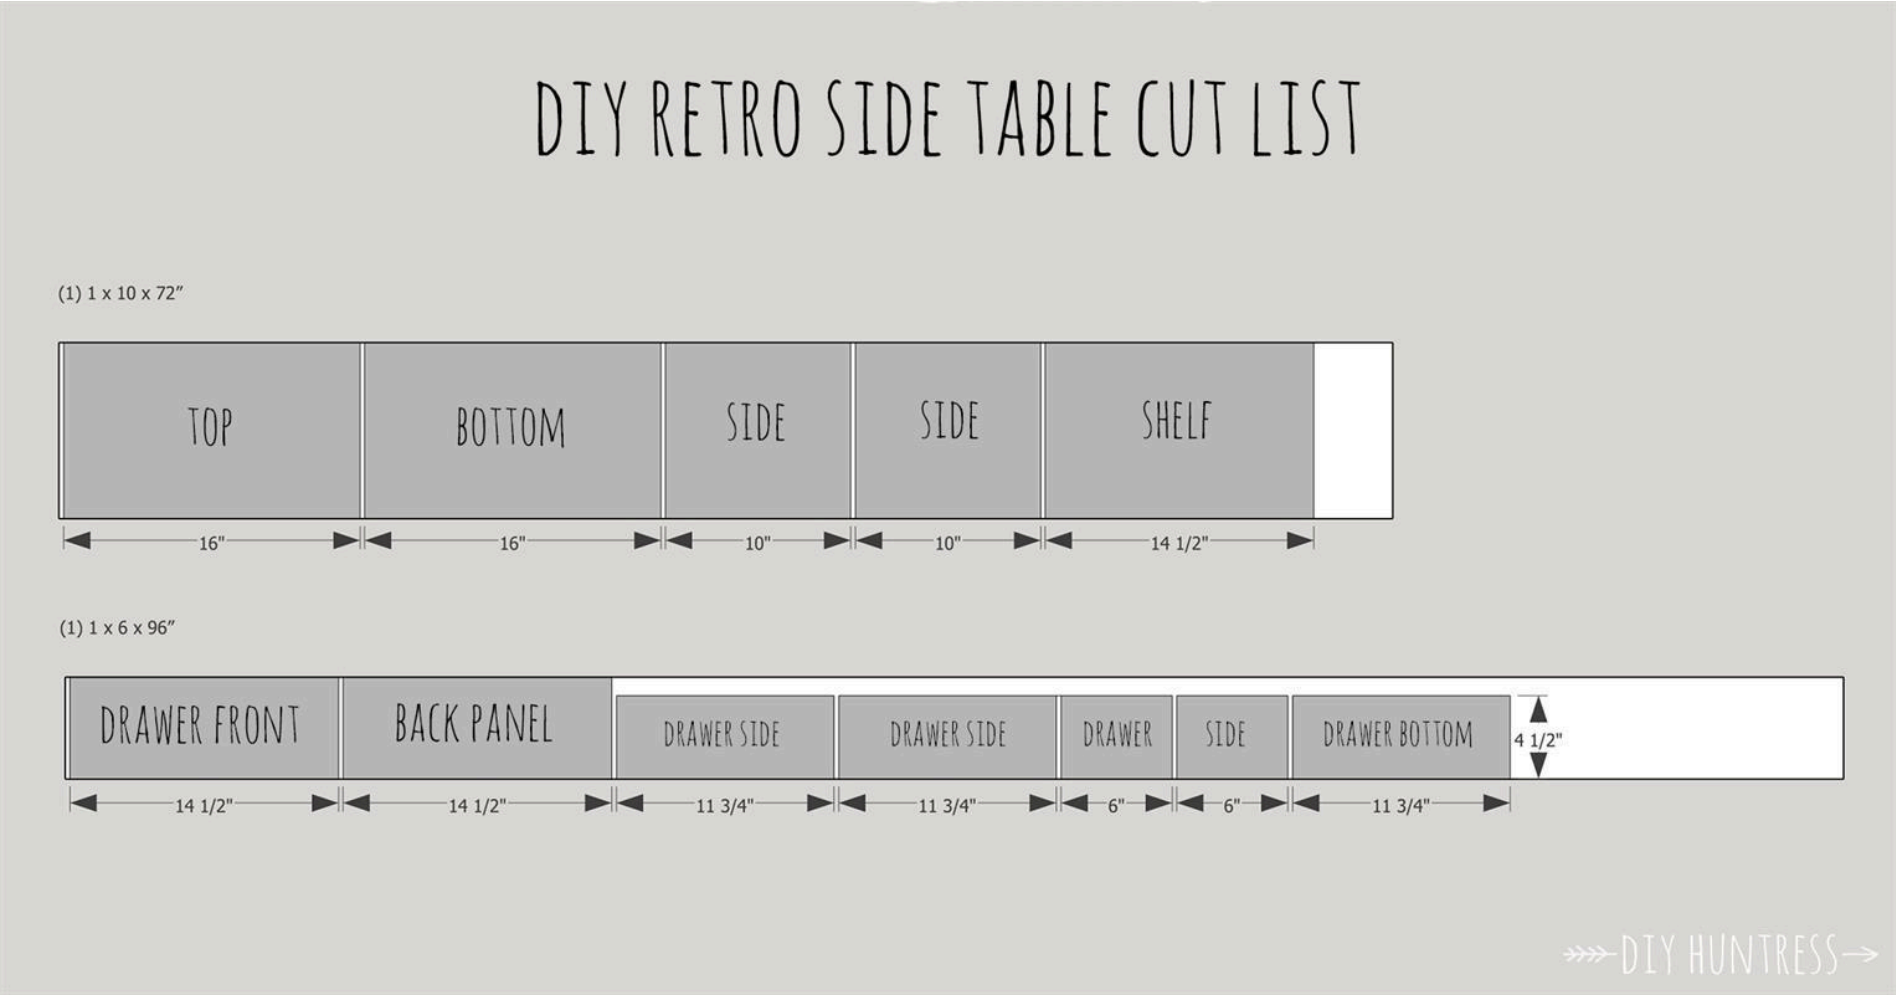 DIY RETRO SIDE TABLE CUT LIST
(1) 1 x 10 x 72”
TOP BOTTOM SIDE SIDE SHELF
16" 16" 10" 10" 14 1/2"
(1) 1 x 6 x 96”
DRAWER FRONT BACK PANEL DRAWER SIDE DRAWER SIDE DRAWER SIDE DRAWER BOTTOM
4 1/2"
14 1/2" 14 1/2" 11 3/4" 11 3/4" 6" 6" 11 3/4"
DIY HUNTRESS